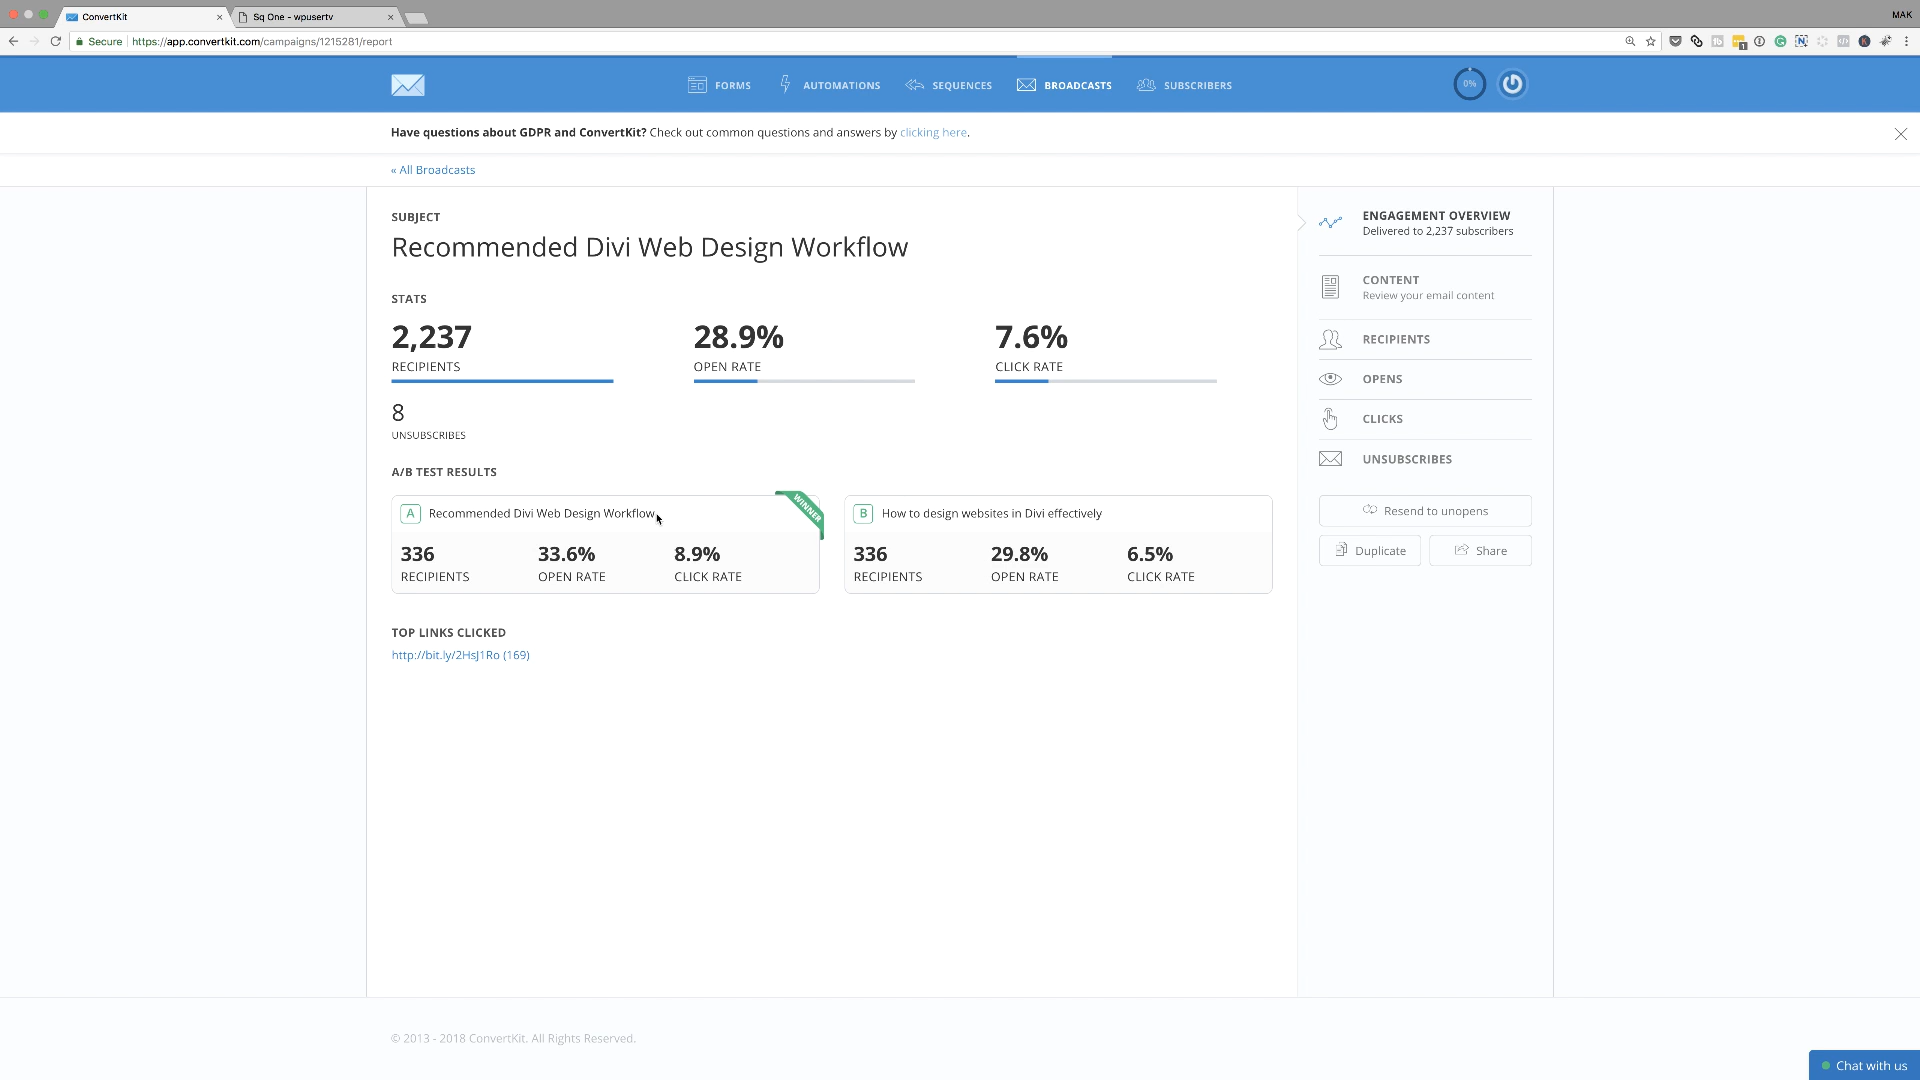 ConvertKit
Sq One - wpusertv
MAK
Secure
https://app.convertkit.com/campaigns/1215281/report
FORMS
AUTOMATIONS
SEQUENCES
BROADCASTS
SUBSCRIBERS
0%
Have questions about GDPR and ConvertKit? Check out common questions and answers by clicking here.
« All Broadcasts
SUBJECT
Recommended Divi Web Design Workflow
STATS
2,237
RECIPIENTS
28.9%
OPEN RATE
7.6%
CLICK RATE
8
UNSUBSCRIBES
A/B TEST RESULTS
A Recommended Divi Web Design Workflow
WINNER
336
RECIPIENTS
33.6%
OPEN RATE
8.9%
CLICK RATE
B How to design websites in Divi effectively
336
RECIPIENTS
29.8%
OPEN RATE
6.5%
CLICK RATE
TOP LINKS CLICKED
http://bit.ly/2HsJ1Ro (169)
ENGAGEMENT OVERVIEW
Delivered to 2,237 subscribers
CONTENT
Review your email content
RECIPIENTS
OPENS
CLICKS
UNSUBSCRIBES
Resend to unopens
Duplicate
Share
© 2013 - 2018 ConvertKit. All Rights Reserved.
Chat with us